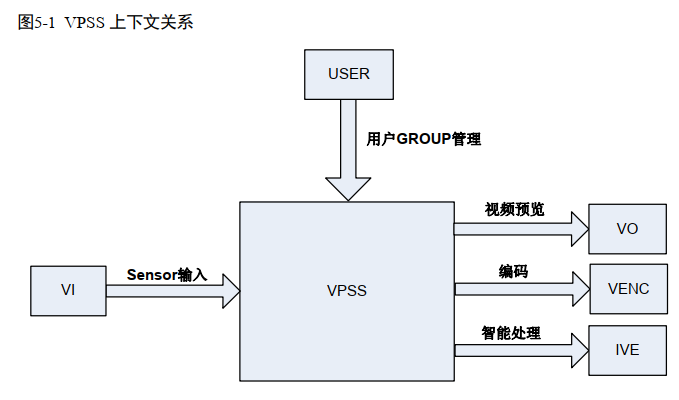 图5-1 VPSS 上下文关系
USER
用户GROUP管理
视频预览
VO
Sensor输入
VI
VPSS
编码
VENC
智能处理
IVE